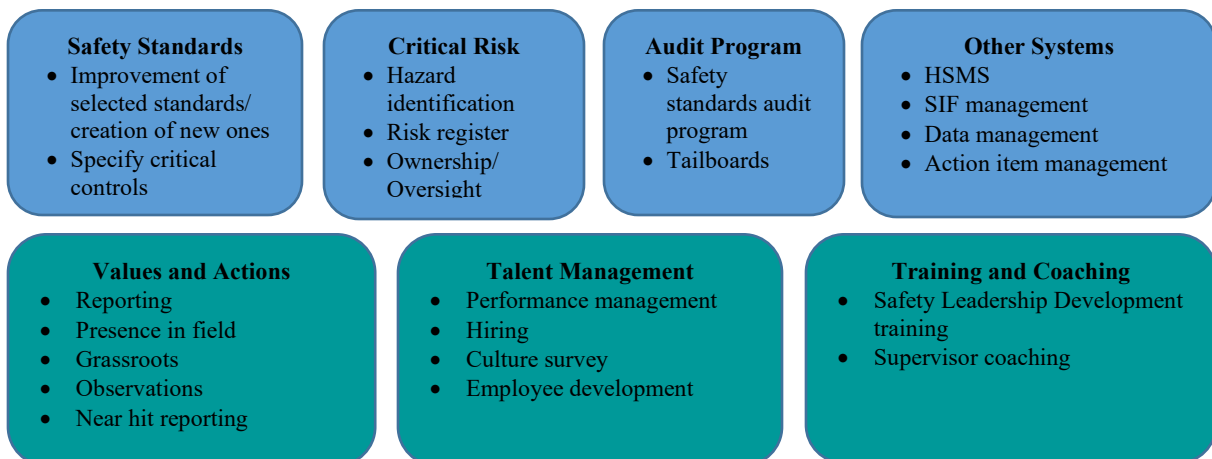 Safety Standards
• Improvement of
selected standards/
creation of new ones
• Specify critical
controls
Critical Risk
• Hazard
identification
• Risk register
• Ownership/
Oversight
Audit Program
• Safety
standards audit
program
• Tailboards
Other Systems
• HSMS
• SIF management
• Data management
• Action item management
Values and Actions
• Reporting
• Presence in field
• Grassroots
• Observations
• Near hit reporting
Talent Management
• Performance management
• Hiring
• Culture survey
• Employee development
Training and Coaching
• Safety Leadership Development
training
• Supervisor coaching